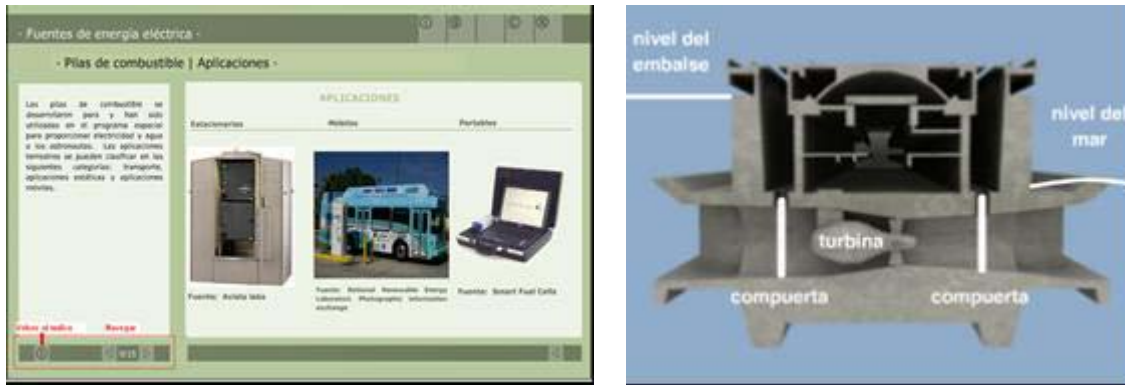 - Fuentes de energía eléctrica -
- Pilas de combustible | Aplicaciones -
Las pilas de combustible se
desarrollaron para y han sido
utilizadas en el programa espacial
para proporcionar electricidad y agua
a los astronautas. Las aplicaciones
terrestres se pueden clasificar en las
siguientes categorías: transporte,
aplicaciones estáticas y aplicaciones
móviles.
APLICACIONES
Estacionarias
Móviles
Portables
Fuente: Avista labs
Fuente: National Renewable Energy
Laboratory. Photographic information
exchange
Fuente: Smart Fuel Cells
Volver al índice
Navegar
9/15
nivel del
embalse
nivel del
mar
turbina
compuerta
compuerta